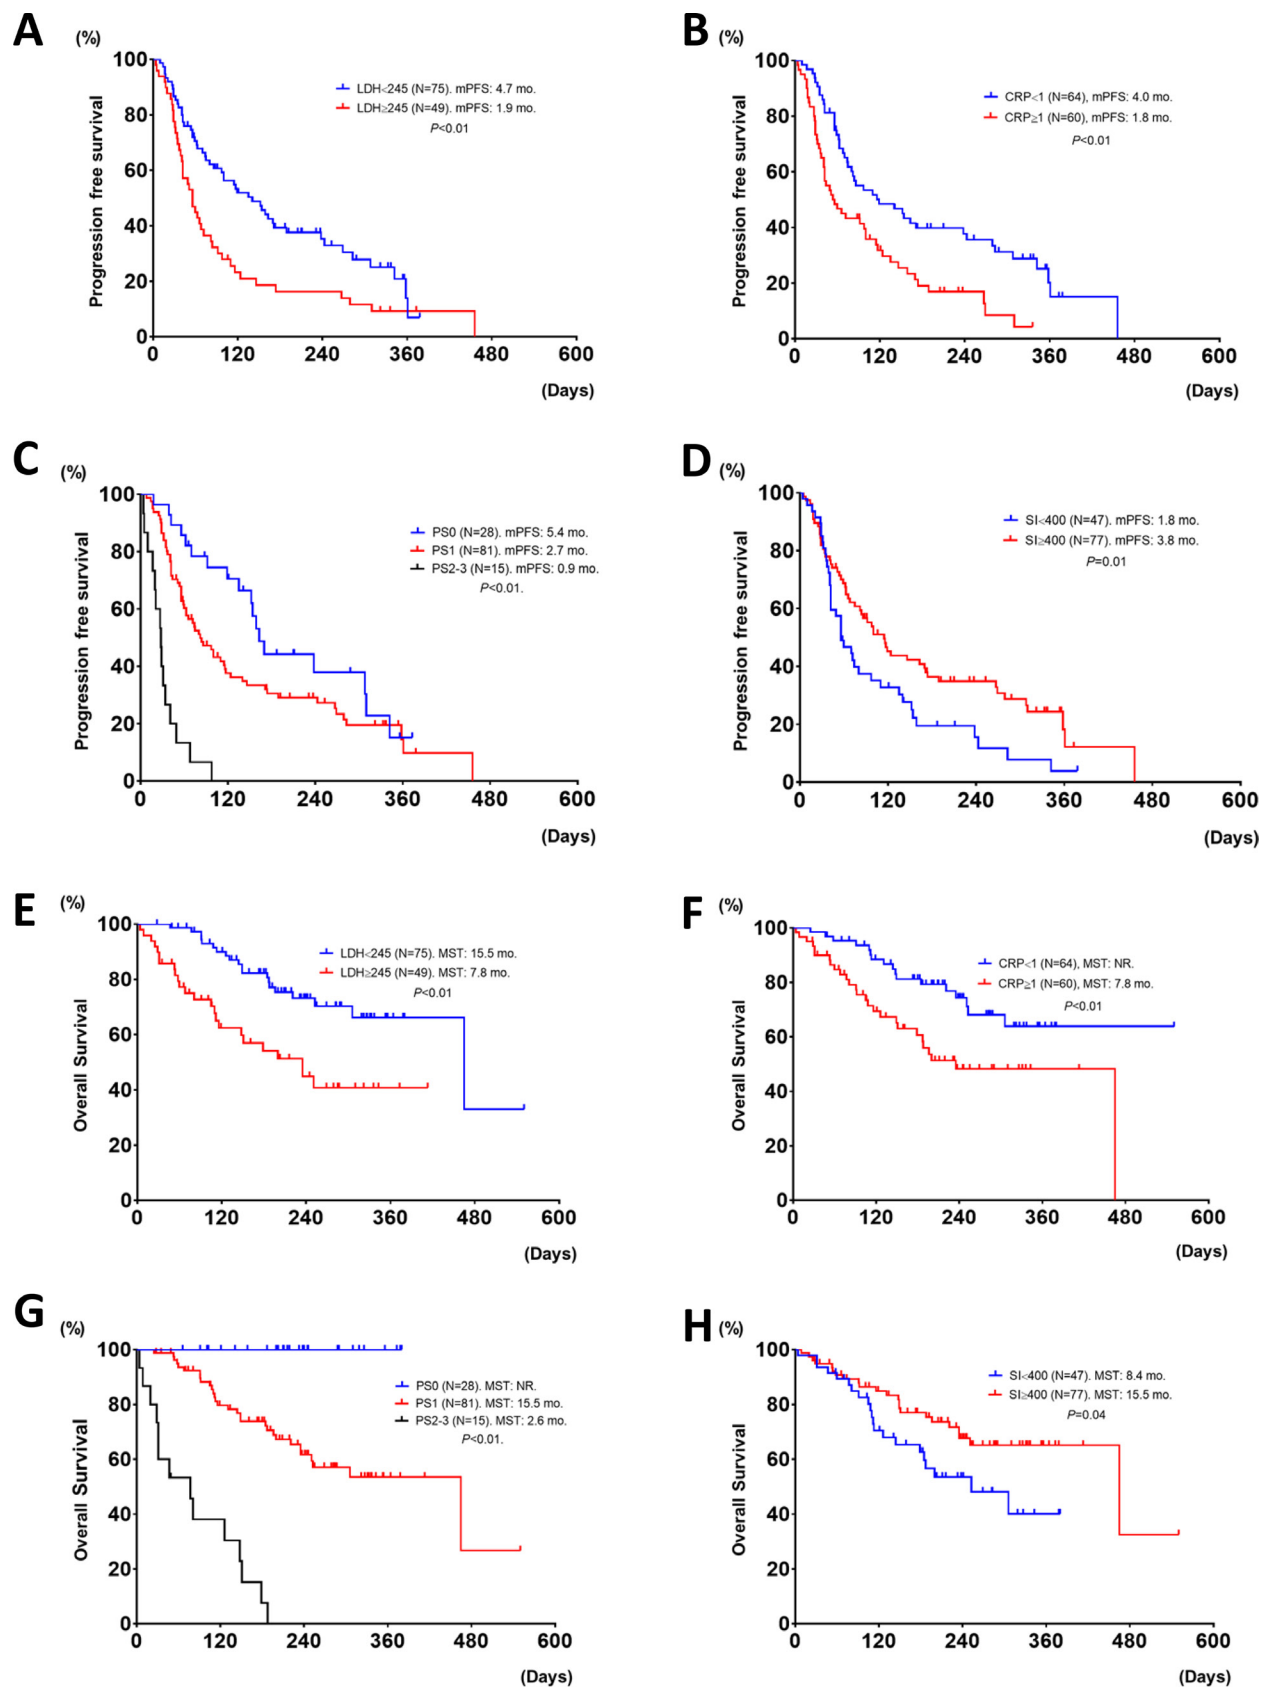 A
(%)
LDH<245 (N=75). mPFS: 4.7 mo.
LDH≥245 (N=49). mPFS: 1.9 mo.
P<0.01
Progression free survival
100
80
60
40
20
0
0 120 240 360 480 600
(Days)
B
(%)
CRP<1 (N=64), mPFS: 4.0 mo.
CRP≥1 (N=60), mPFS: 1.8 mo.
P<0.01
Progression free survival
100
80
60
40
20
0
0 120 240 360 480 600
(Days)
C
(%)
PS0 (N=28). mPFS: 5.4 mo.
PS1 (N=81). mPFS: 2.7 mo.
PS2-3 (N=15). mPFS: 0.9 mo.
P<0.01.
Progression free survival
100
80
60
40
20
0
0 120 240 360 480 600
(Days)
D
(%)
SI<400 (N=47). mPFS: 1.8 mo.
SI≥400 (N=77). mPFS: 3.8 mo.
P=0.01
Progression free survival
100
80
60
40
20
0
0 120 240 360 480 600
(Days)
E
(%)
LDH<245 (N=75). MST: 15.5 mo.
LDH≥245 (N=49). MST: 7.8 mo.
P<0.01
Overall Survival
100
80
60
40
20
0
0 120 240 360 480 600
(Days)
F
(%)
CRP<1 (N=64), MST: NR.
CRP≥1 (N=60), MST: 7.8 mo.
P<0.01
Overall Survival
100
80
60
40
20
0
0 120 240 360 480 600
(Days)
G
(%)
PS0 (N=28). MST: NR.
PS1 (N=81). MST: 15.5 mo.
PS2-3 (N=15). MST: 2.6 mo.
P<0.01.
Overall Survival
100
80
60
40
20
0
0 120 240 360 480 600
(Days)
H
(%)
SI<400 (N=47). MST: 8.4 mo.
SI≥400 (N=77). MST: 15.5 mo.
P=0.04
Overall Survival
100
80
60
40
20
0
0 120 240 360 480 600
(Days)